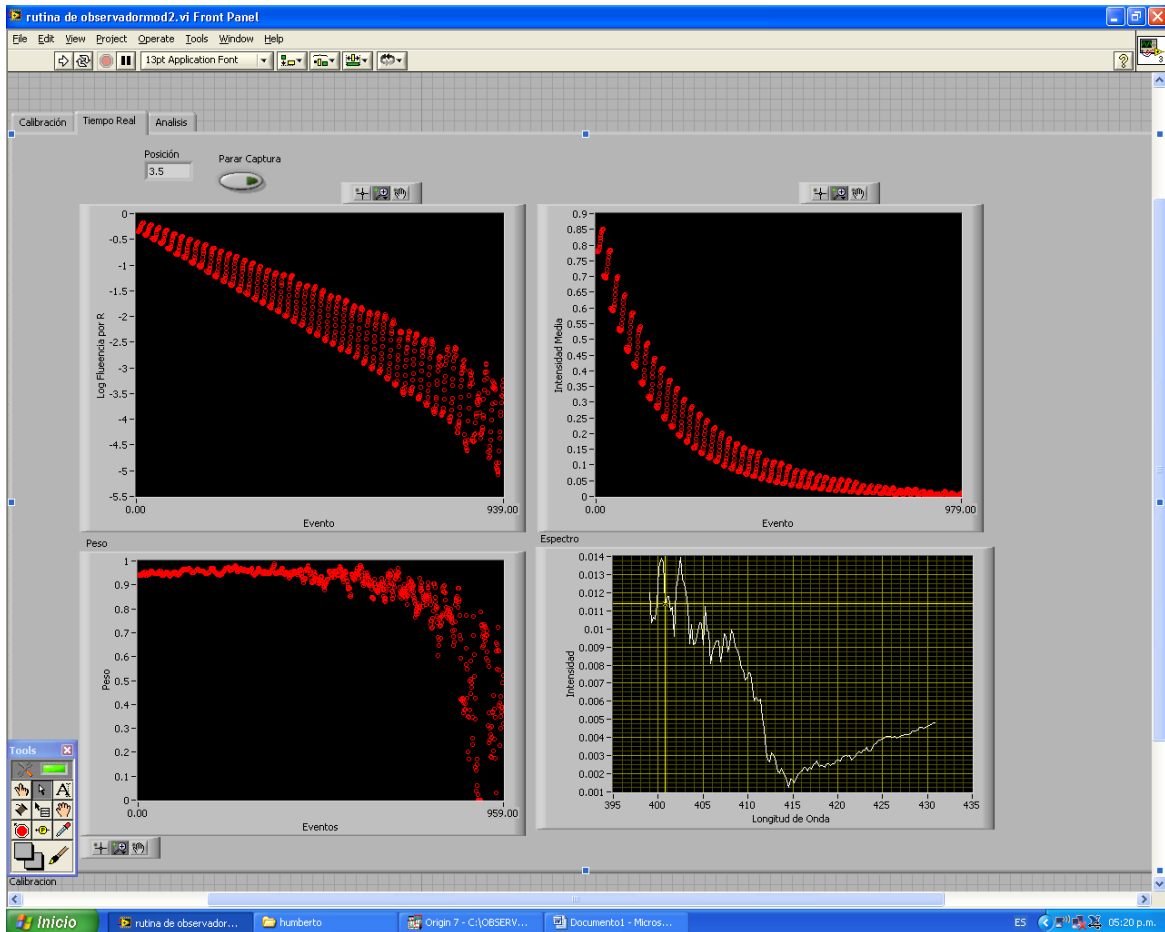 rutina de observadormod2.vi Front Panel
File Edit View Project Operate Tools Window Help
13pt Application Font
3
Calibración Tiempo Real Analisis
Posición
3.5
Parar Captura
0
-0.5
-1
-1.5
-2
-2.5
-3
-3.5
-4
-4.5
-5
-5.5
Log Flueencia por R
0.00 939.00
Evento
0.9
0.85
0.8
0.75
0.7
0.65
0.6
0.55
0.5
0.45
0.4
0.35
0.3
0.25
0.2
0.15
0.1
0.05
0
Intensidad Media
0.00 979.00
Evento
Peso
1
0.9
0.8
0.7
0.6
0.5
0.4
0.3
0.2
0.1
0
Peso
0.00 959.00
Eventos
Espectro
0.014
0.013
0.012
0.011
0.01
0.009
0.008
0.007
0.006
0.005
0.004
0.003
0.002
0.001
Intensidad
395 400 405 410 415 420 425 430 435
Longitud de Onda
Tools
Calibracion
Inicio
rutina de observador...
humberto
Origin 7 - C:\OBSERV...
Documento1 - Micros...
ES
05:20 p.m.